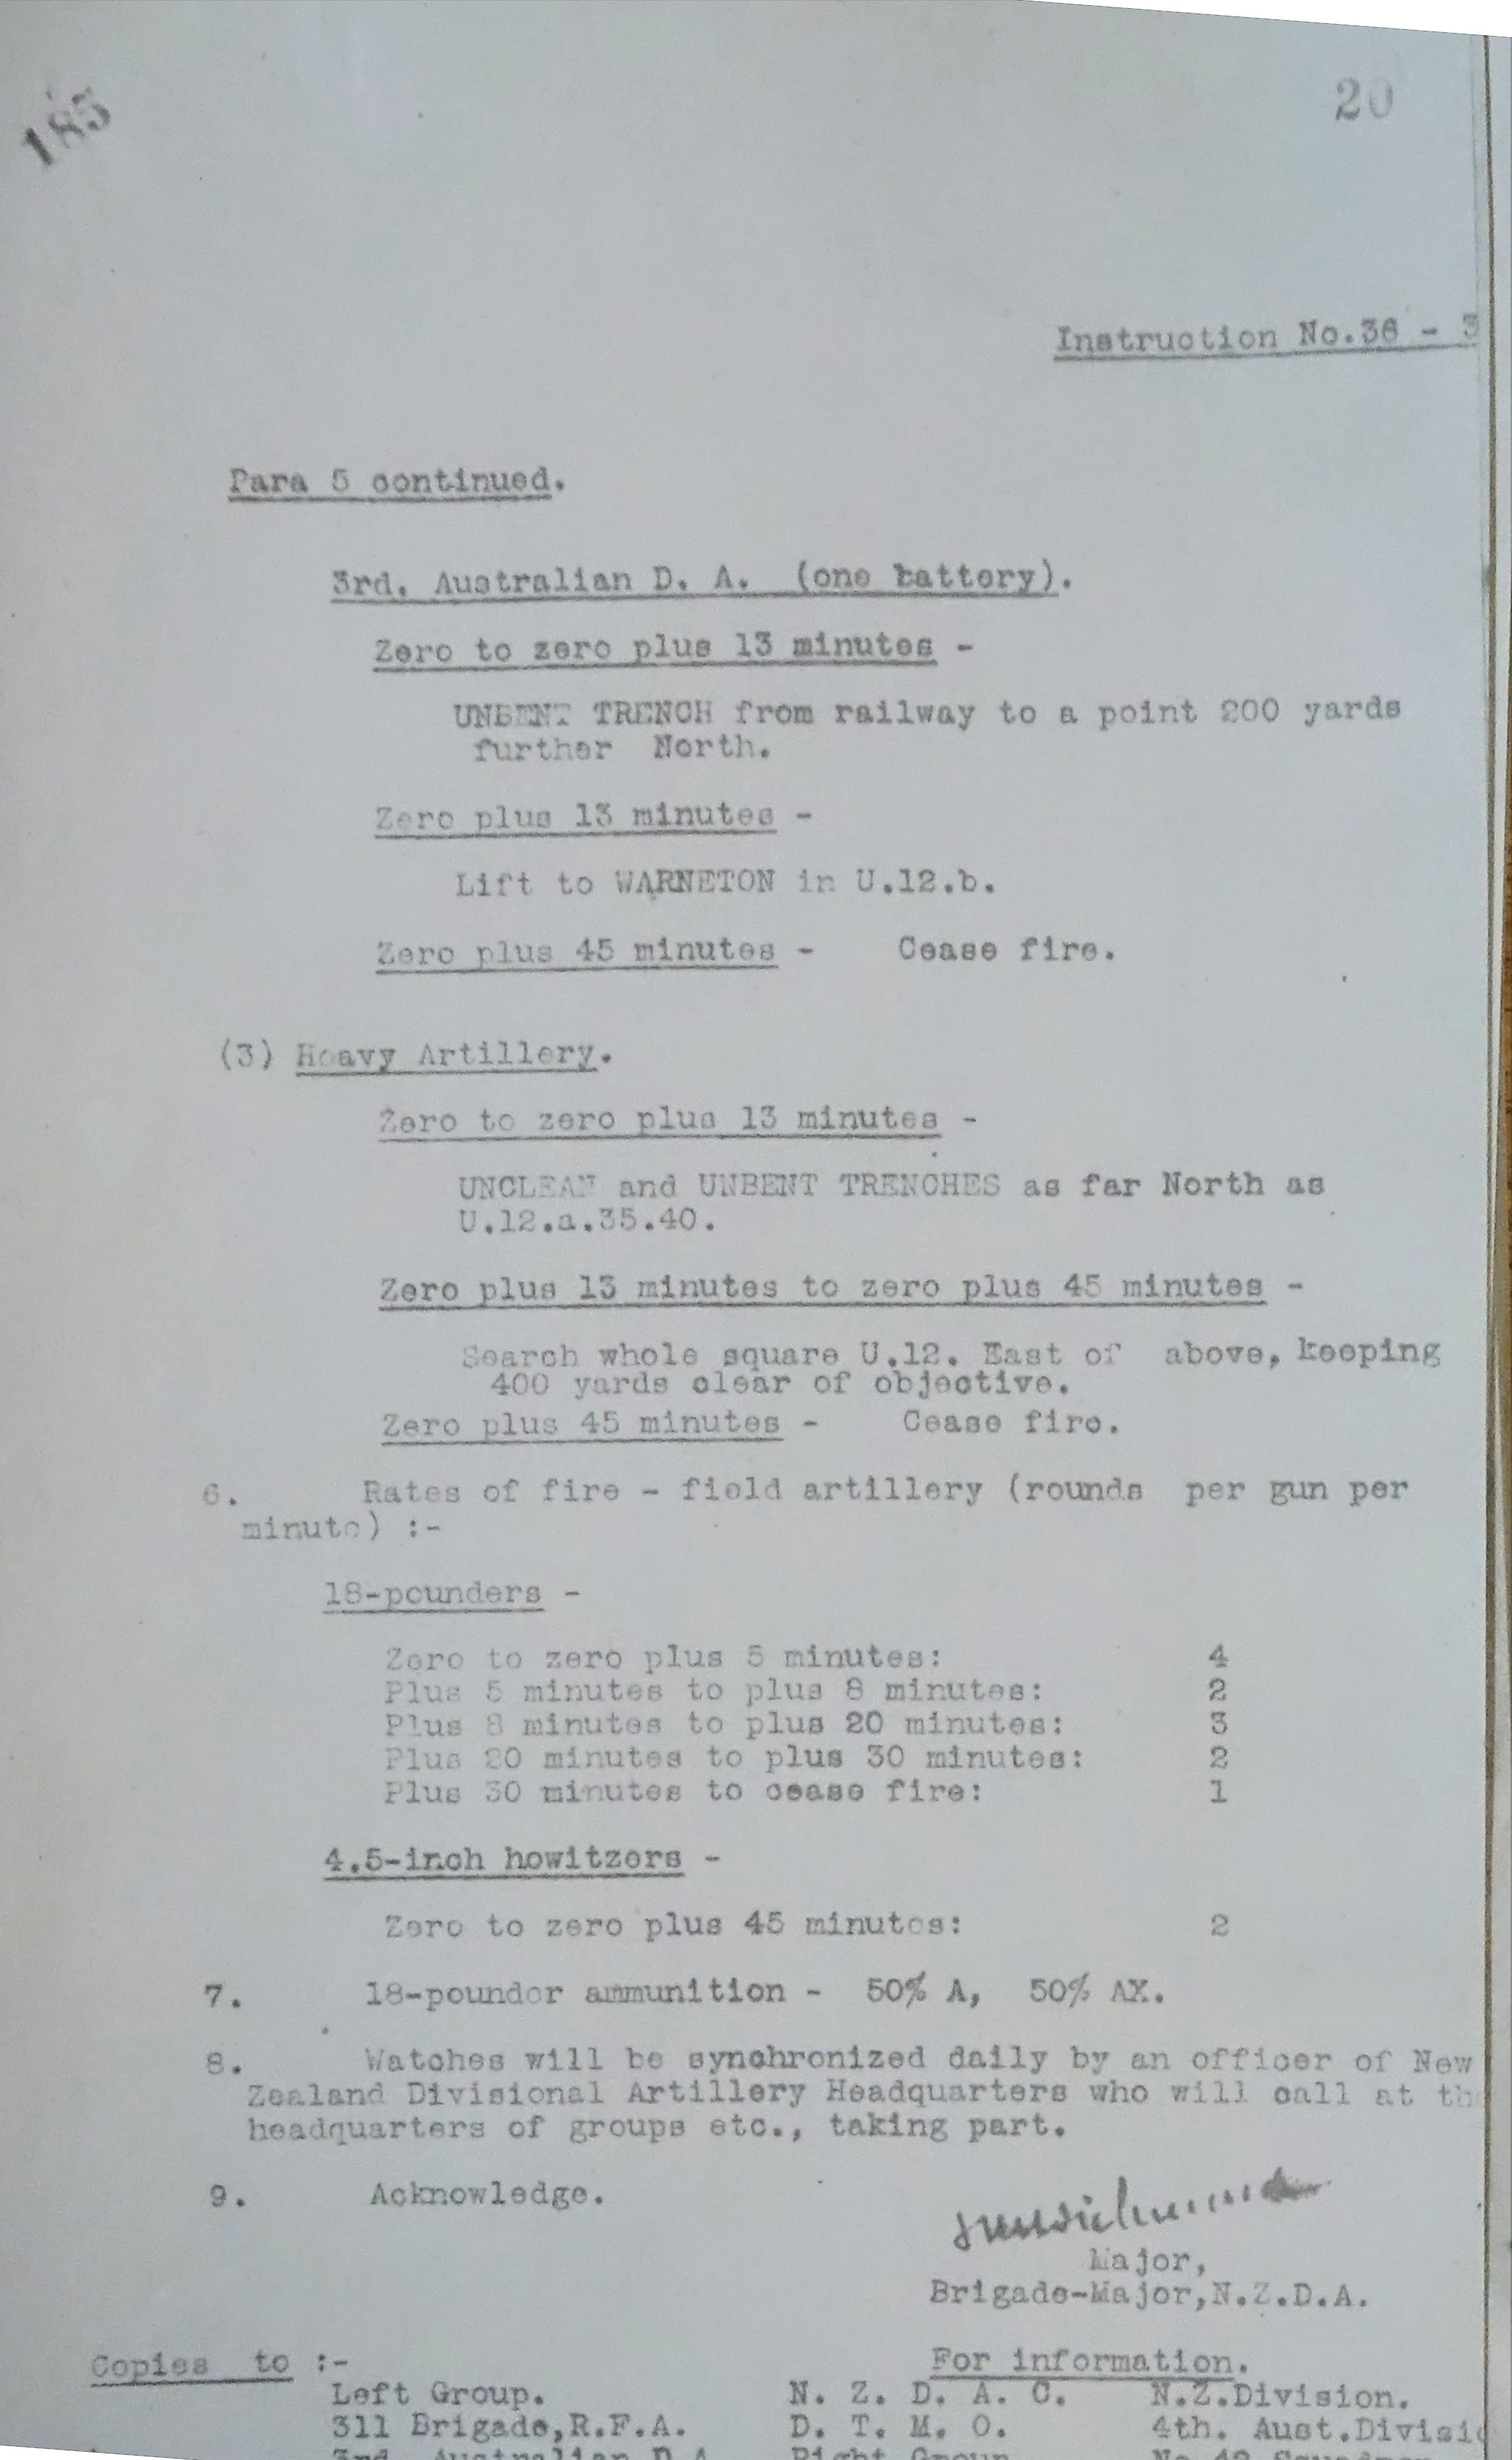 185
20
Instruction No.36 - 3
Para 5 continued.
3rd. Australian D. A. (one battery).
Zero to zero plus 13 minutes -
UNBENT TRENCH from railway to a point 200 yards
further North.
Zero plus 13 minutes -
Lift to WARNETON in U.12.b.
Zero plus 45 minutes - Cease fire.
(3) Heavy Artillery.
Zero to zero plus 13 minutes -
UNCLEAN and UNBENT TRENCHES as far North as
U.12.a.35.40.
Zero plus 13 minutes to zero plus 45 minutes -
Search whole square U.12. East of above, keeping
400 yards clear of objective.
Zero plus 45 minutes - Cease fire.
6. Rates of fire - field artillery (rounds per gun per
minute) :-
18-pounders -
Zero to zero plus 5 minutes: 4
Plus 5 minutes to plus 8 minutes: 2
Plus 8 minutes to plus 20 minutes: 3
Plus 20 minutes to plus 30 minutes: 2
Plus 30 minutes to cease fire: 1
4.5-inch howitzers -
Zero to zero plus 45 minutes: 2
7. 18-pounder ammunition - 50% A, 50% AX.
8. Watches will be synchronized daily by an officer of New
Zealand Divisional Artillery Headquarters who will call at the
headquarters of groups etc., taking part.
9. Acknowledge.
Major,
Brigade-Major,N.Z.D.A.
Copies to :- For information.
Left Group. N. Z. D. A. C. N.Z.Division.
311 Brigade,R.F.A. D. T. M. O. 4th. Aust.Divisi
3rd. Australian D.A. Right Group